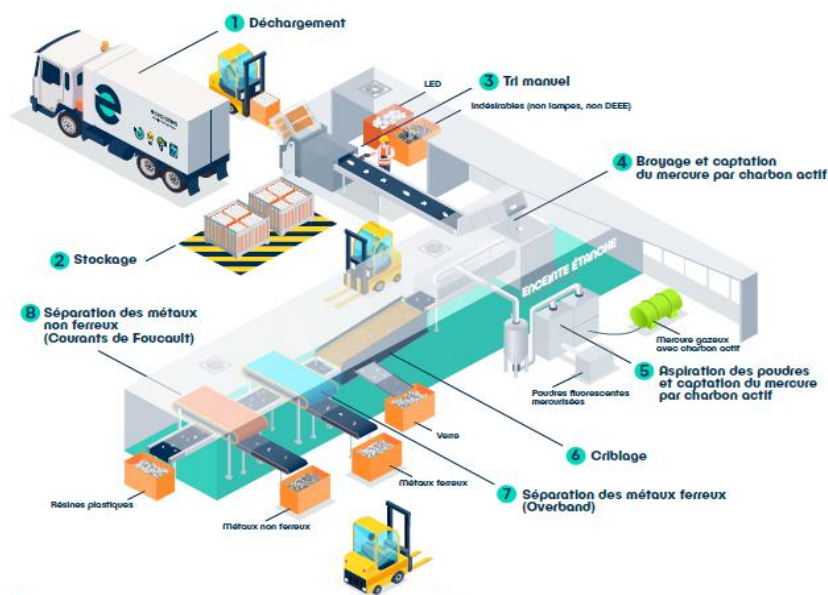 1 Déchargement
LED
3 Tri manuel
Indésirables (non lampes, non DEEE)
4 Broyage et captation
du mercure par charbon actif
2 Stockage
ENCEINTE ÉTANCHE
8 Séparation des métaux
non ferreux
(Courants de Foucault)
Mercure gazeux
avec charbon actif
5 Aspiration des poudres
et captation du mercure
par charbon actif
Poudres fluorescentes
mercurisées
Verre
6 Criblage
Métaux ferreux
7 Séparation des métaux ferreux
(Overband)
Résines plastiques
Métaux non ferreux